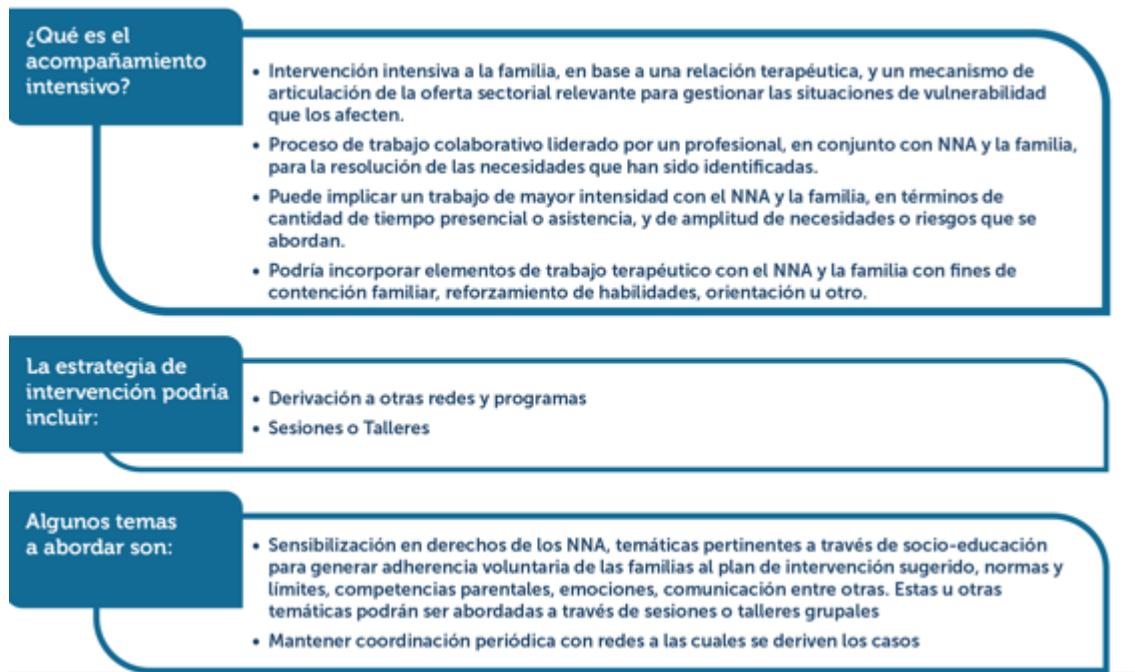 ¿Qué es el
acompañamiento
intensivo?
• Intervención intensiva a la familia, en base a una relación terapéutica, y un mecanismo de
articulación de la oferta sectorial relevante para gestionar las situaciones de vulnerabilidad
que los afecten.
• Proceso de trabajo colaborativo liderado por un profesional, en conjunto con NNA y la familia,
para la resolución de las necesidades que han sido identificadas.
• Puede implicar un trabajo de mayor intensidad con el NNA y la familia, en términos de
cantidad de tiempo presencial o asistencia, y de amplitud de necesidades o riesgos que se
abordan.
• Podría incorporar elementos de trabajo terapéutico con el NNA y la familia con fines de
contención familiar, reforzamiento de habilidades, orientación u otro.
La estrategia de
intervención podría
incluir:
• Derivación a otras redes y programas
• Sesiones o Talleres
Algunos temas
a abordar son:
• Sensibilización en derechos de los NNA, temáticas pertinentes a través de socio-educación
para generar adherencia voluntaria de las familias al plan de intervención sugerido, normas y
límites, competencias parentales, emociones, comunicación entre otras. Estas u otras
temáticas podrán ser abordadas a través de sesiones o talleres grupales
• Mantener coordinación periódica con redes a las cuales se deriven los casos